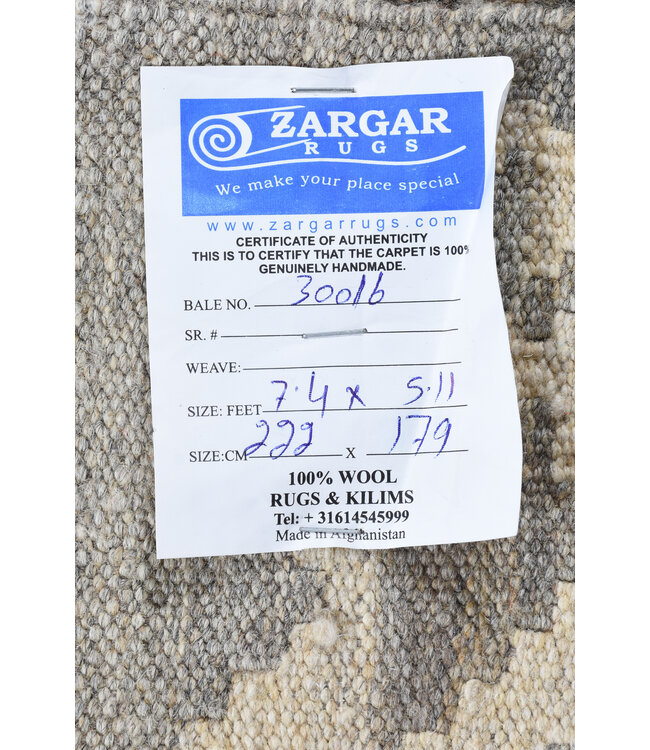 ZARGAR
RUGS
We make your place special
www.zargarrugs.com
CERTIFICATE OF AUTHENTICITY
THIS IS TO CERTIFY THAT THE CARPET IS 100%
GENUINELY HANDMADE.
BALE NO. 30016
SR. #
WEAVE:
SIZE: FEET 7.4 x 5.11
SIZE:CM 222 X 179
100% WOOL
RUGS & KILIMS
Tel: + 31614545999
Made in Afghanistan